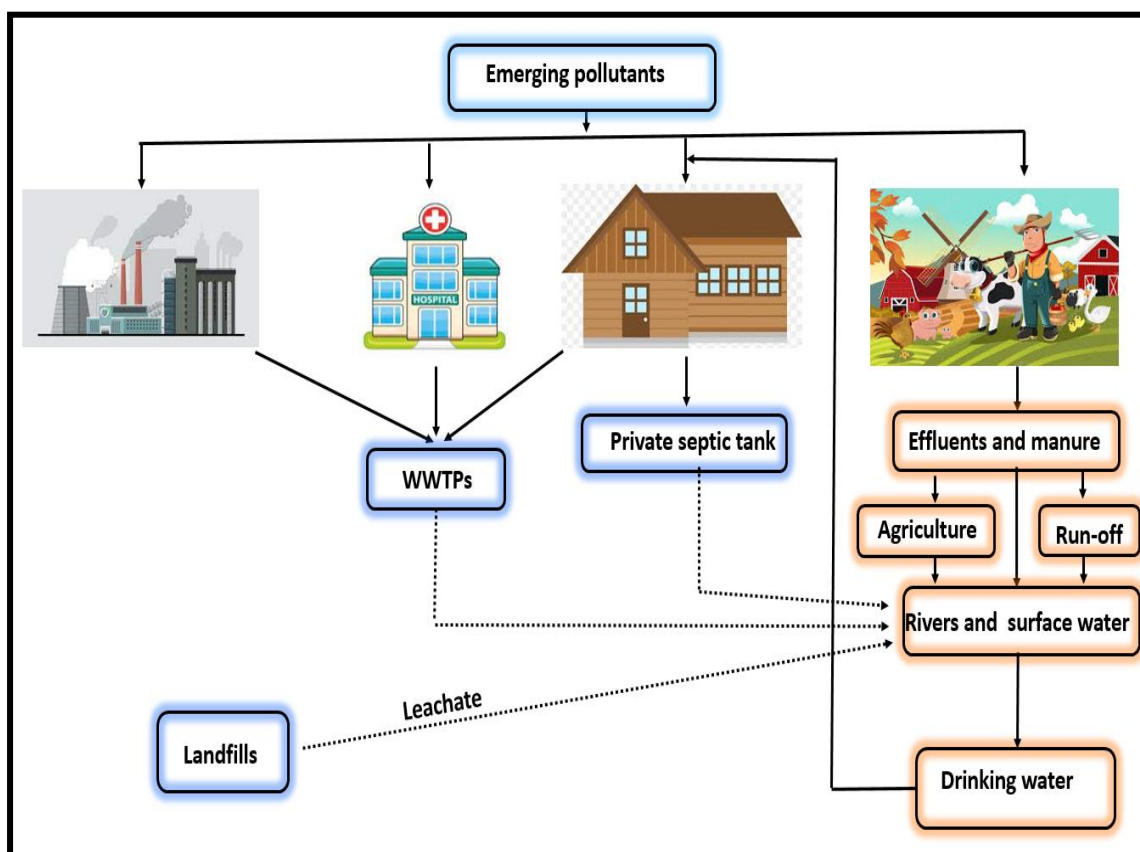 Emerging pollutants
HOSPITAL
Private septic tank
Effluents and manure
WWTPs
Agriculture
Run-off
Rivers and surface water
Leachate
Landfills
Drinking water